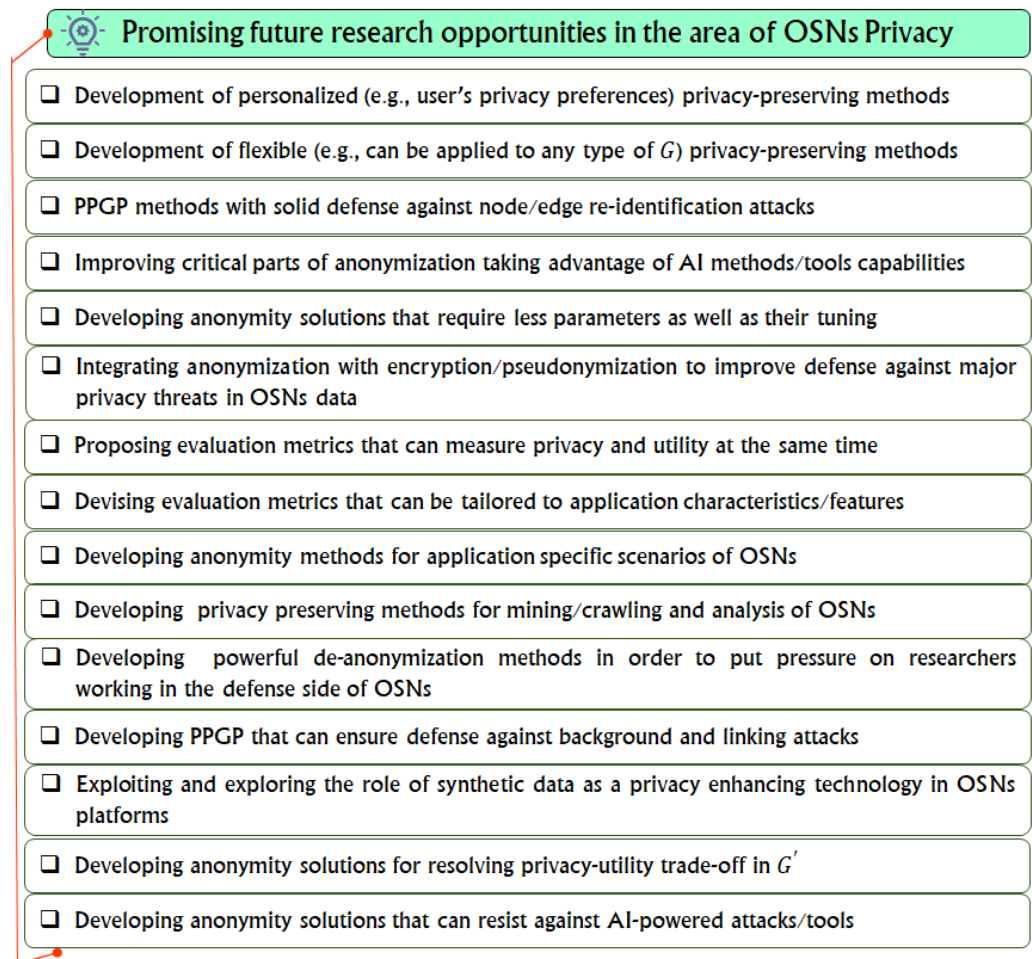 Promising future research opportunities in the area of OSNs Privacy
❑ Development of personalized (e.g., user's privacy preferences) privacy-preserving methods
❑ Development of flexible (e.g., can be applied to any type of G) privacy-preserving methods
❑ PPGP methods with solid defense against node/edge re-identification attacks
❑ Improving critical parts of anonymization taking advantage of AI methods/tools capabilities
❑ Developing anonymity solutions that require less parameters as well as their tuning
❑ Integrating anonymization with encryption/pseudonymization to improve defense against major
privacy threats in OSNs data
❑ Proposing evaluation metrics that can measure privacy and utility at the same time
❑ Devising evaluation metrics that can be tailored to application characteristics/features
❑ Developing anonymity methods for application specific scenarios of OSNs
❑ Developing privacy preserving methods for mining/crawling and analysis of OSNs
❑ Developing powerful de-anonymization methods in order to put pressure on researchers
working in the defense side of OSNs
❑ Developing PPGP that can ensure defense against background and linking attacks
❑ Exploiting and exploring the role of synthetic data as a privacy enhancing technology in OSNs
platforms
❑ Developing anonymity solutions for resolving privacy-utility trade-off in G′
❑ Developing anonymity solutions that can resist against AI-powered attacks/tools